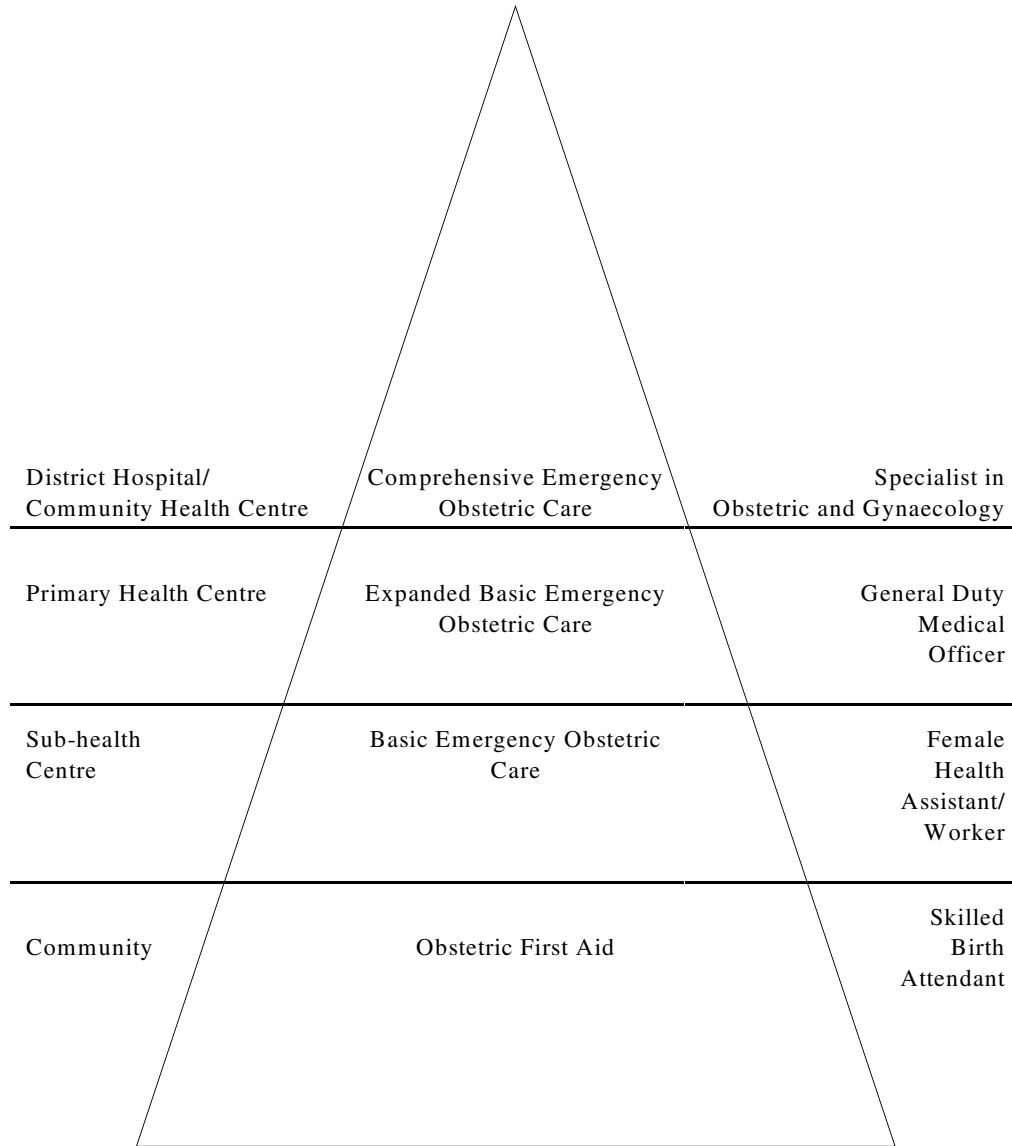 District Hospital/
Community Health Centre
Comprehensive Emergency
Obstetric Care
Specialist in
Obstetric and Gynaecology
Primary Health Centre
Expanded Basic Emergency
Obstetric Care
General Duty
Medical
Officer
Sub-health
Centre
Basic Emergency Obstetric
Care
Female
Health
Assistant/
Worker
Community
Obstetric First Aid
Skilled
Birth
Attendant